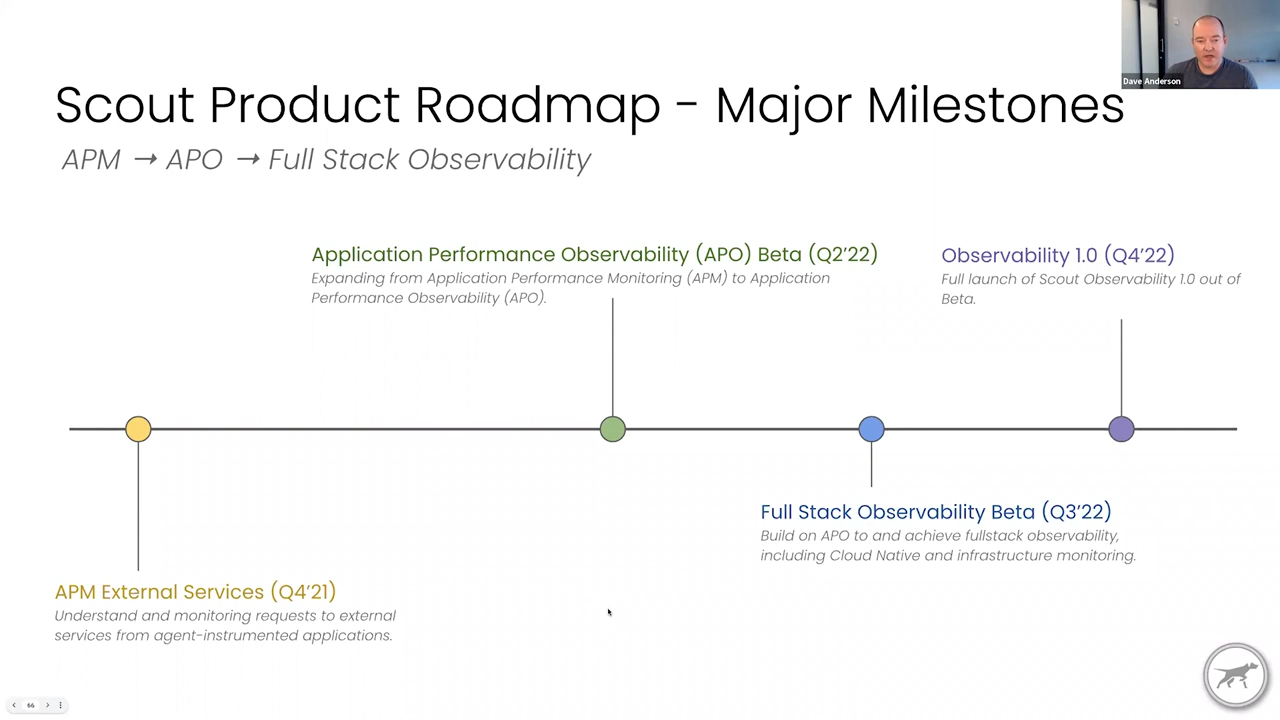 Dave Anderson
Scout Product Roadmap - Major Milestones
APM → APO → Full Stack Observability
Application Performance Observability (APO) Beta (Q2'22)
Expanding from Application Performance Monitoring (APM) to Application
Performance Observability (APO).
Observability 1.0 (Q4'22)
Full launch of Scout Observability 1.0 out of
Beta.
Full Stack Observability Beta (Q3'22)
Build on APO to and achieve fullstack observability,
including Cloud Native and infrastructure monitoring.
APM External Services (Q4'21)
Understand and monitoring requests to external
services from agent-instrumented applications.
66